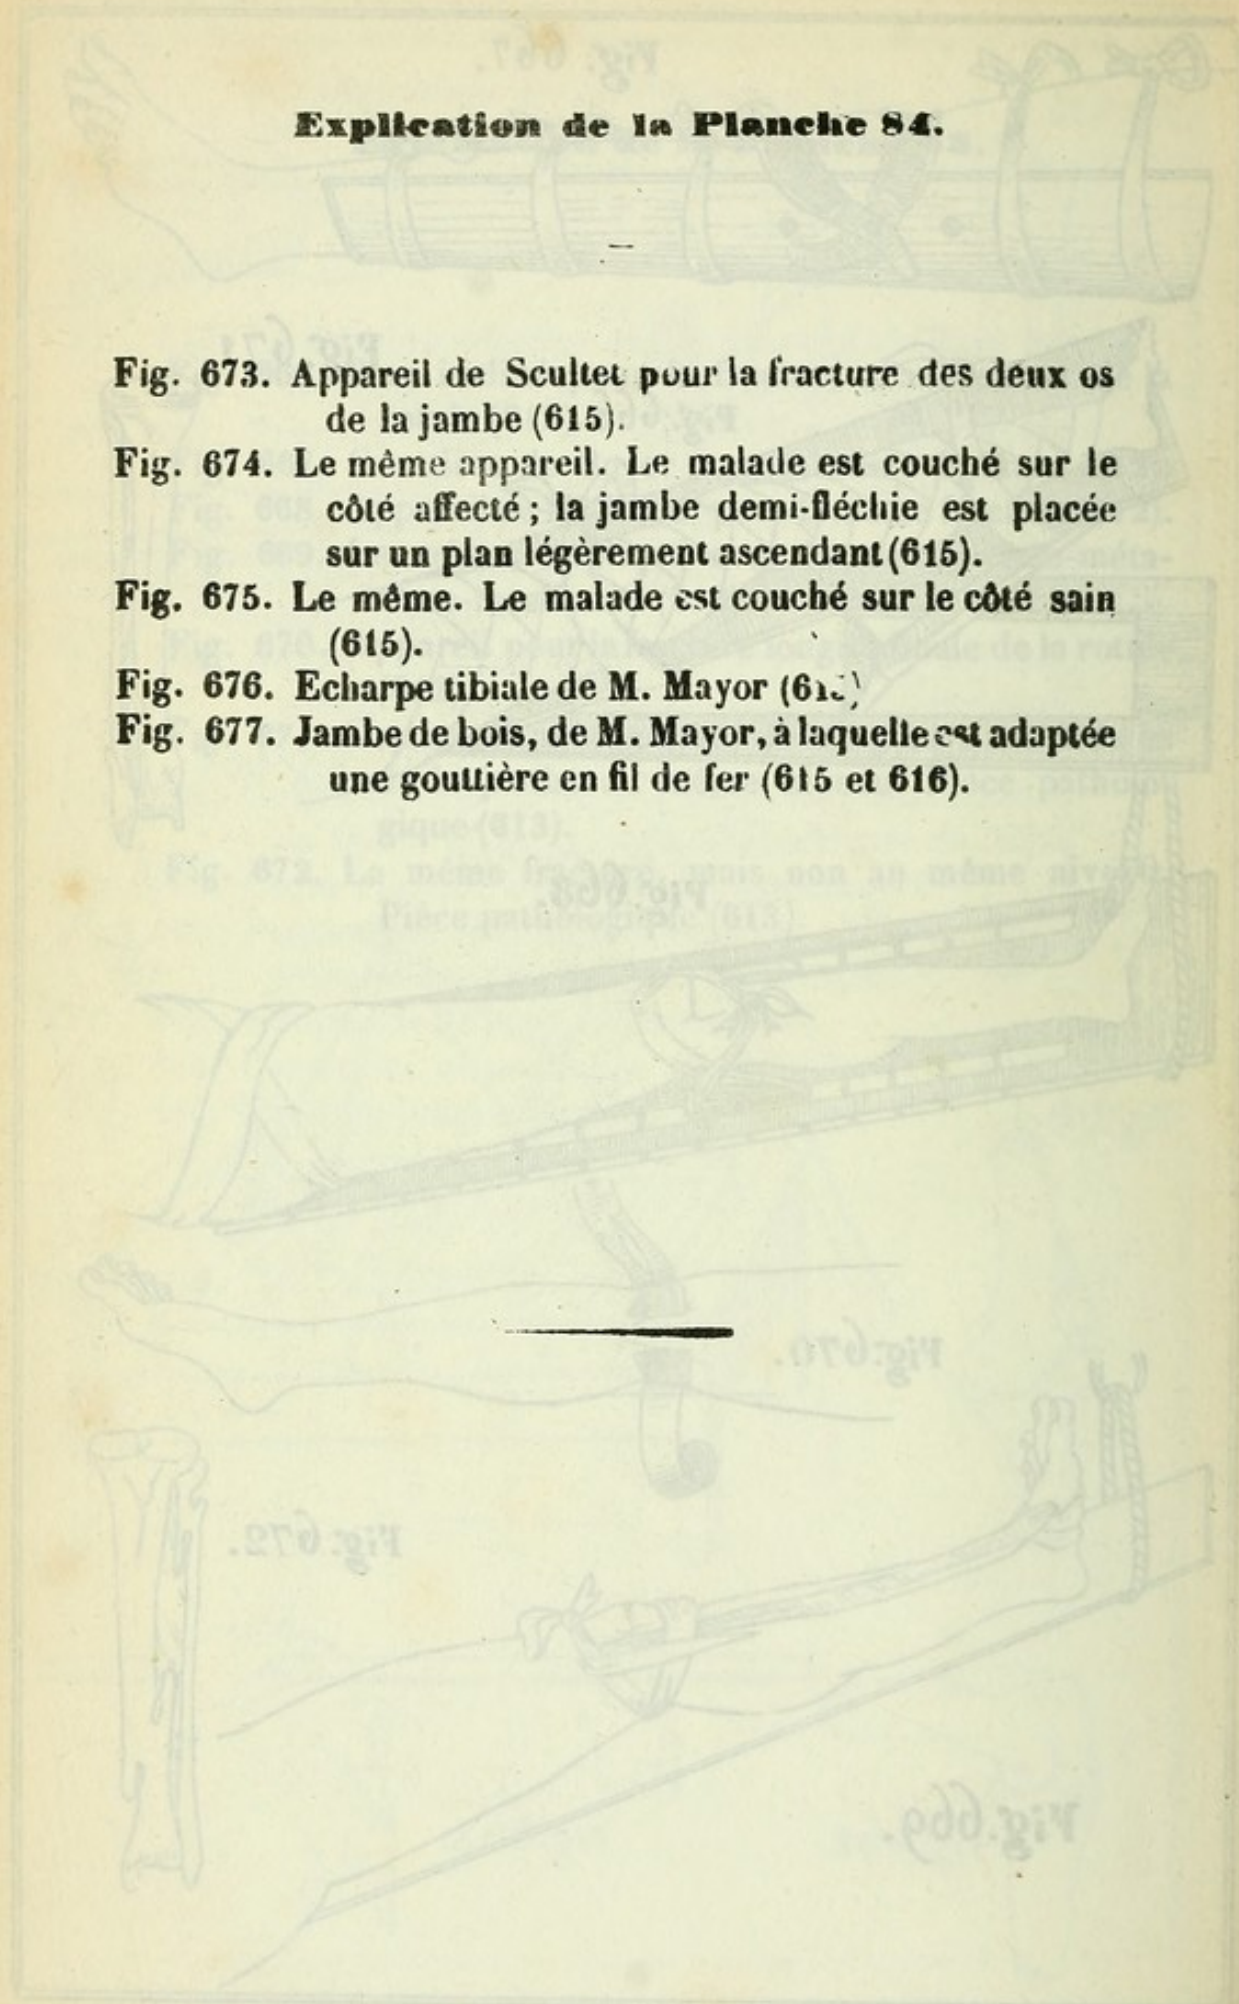 Explication de la Planche 84.
Fig. 673. Appareil de Scultet pour la fracture des deux os
de la jambe (615).
Fig. 674. Le même appareil. Le malade est couché sur le
côté affecté ; la jambe demi-fléchie est placée
sur un plan légèrement ascendant (615).
Fig. 675. Le même. Le malade est couché sur le côté sain
(615).
Fig. 676. Echarpe tibiale de M. Mayor
Fig. 677. Jambe de bois, de M. Mayor, à laquelle est adaptée
une gouttière en fil de fer (615 et 616).